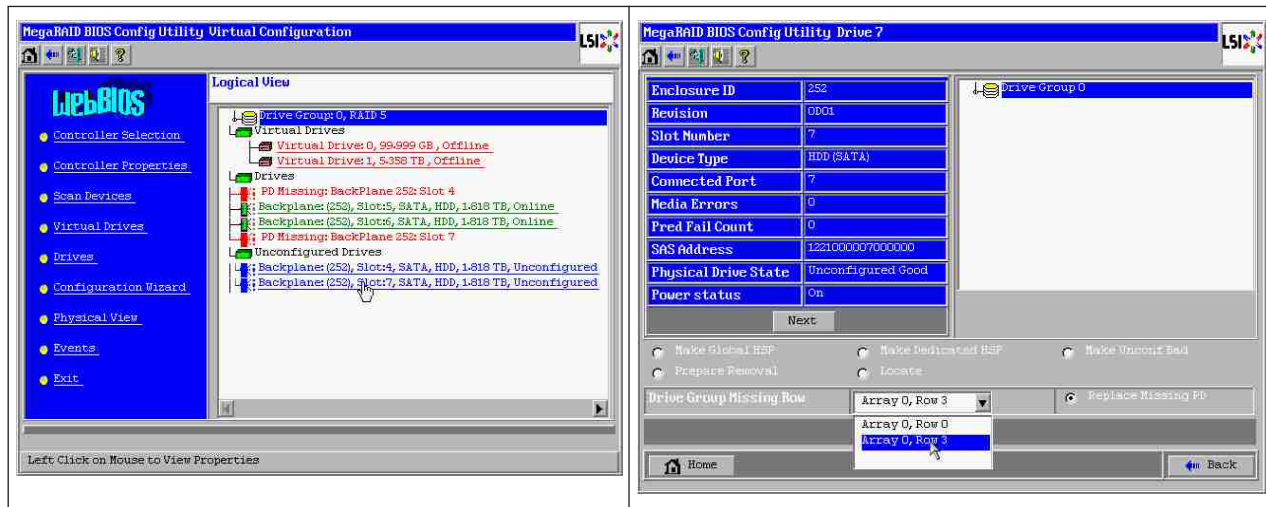 MegaRAID BIOS Config Utility Virtual Configuration
LSI
WebBIOS
Controller Selection
Controller Properties
Scan Devices
Virtual Drives
Drives
Configuration Wizard
Physical View
Events
Exit
Logical View
Drive Group: 0, RAID 5
Virtual Drives
Virtual Drive: 0, 99.999 GB, Offline
Virtual Drive: 1, 5.358 TB, Offline
Drives
PD Missing: BackPlane 252: Slot 4
Backplane: (252), Slot:5, SATA, HDD, 1.818 TB, Online
Backplane: (252), Slot:6, SATA, HDD, 1.818 TB, Online
PD Missing: BackPlane 252: Slot 7
Unconfigured Drives
Backplane: (252), Slot:4, SATA, HDD, 1.818 TB, Unconfigured
Backplane: (252), Slot:7, SATA, HDD, 1.818 TB, Unconfigured
Left Click on Mouse to View Properties
MegaRAID BIOS Config Utility Drive 7
LSI
Enclosure ID 252
Revision 0D01
Slot Number 7
Device Type HDD (SATA)
Connected Port 7
Media Errors 0
Pred Fail Count 0
SAS Address 1221000007000000
Physical Drive State Unconfigured Good
Power status On
Next
Drive Group 0
Make Global HSP Make Dedicated HSP Make Unconf Bad
Prepare Removal Locate
Drive Group Missing Row Array 0, Row 3 Replace Missing PD
Array 0, Row 0
Array 0, Row 3
Home Back